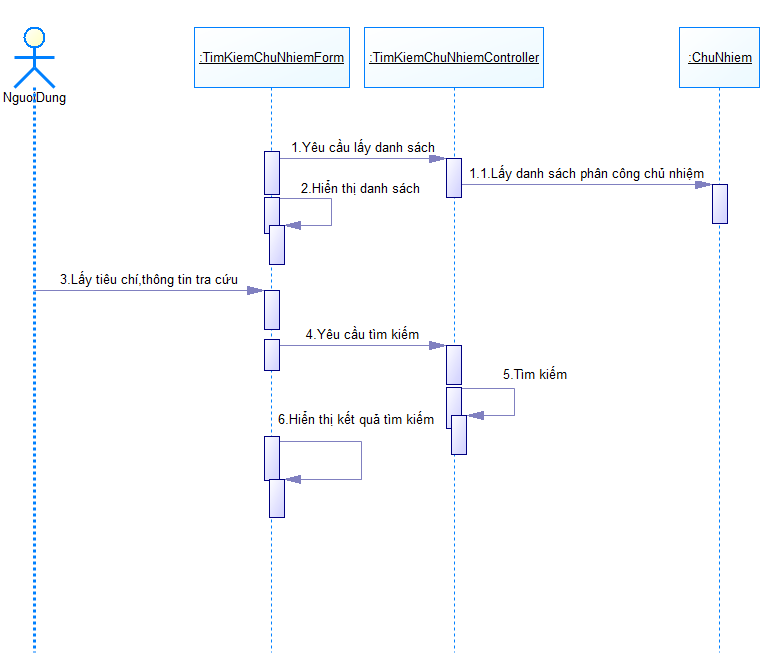 :TimKiemChuNhiemForm
:TimKiemChuNhiemController
:ChuNhiem
NguoiDung
1.Yêu cầu lấy danh sách
1.1.Lấy danh sách phân công chũ nhiệm
2.Hiển thị danh sách
3.Lấy tiêu chí,thông tin tra cứu
4.Yêu cầu tìm kiếm
5.Tìm kiếm
6.Hiển thị kết quã tìm kiếm